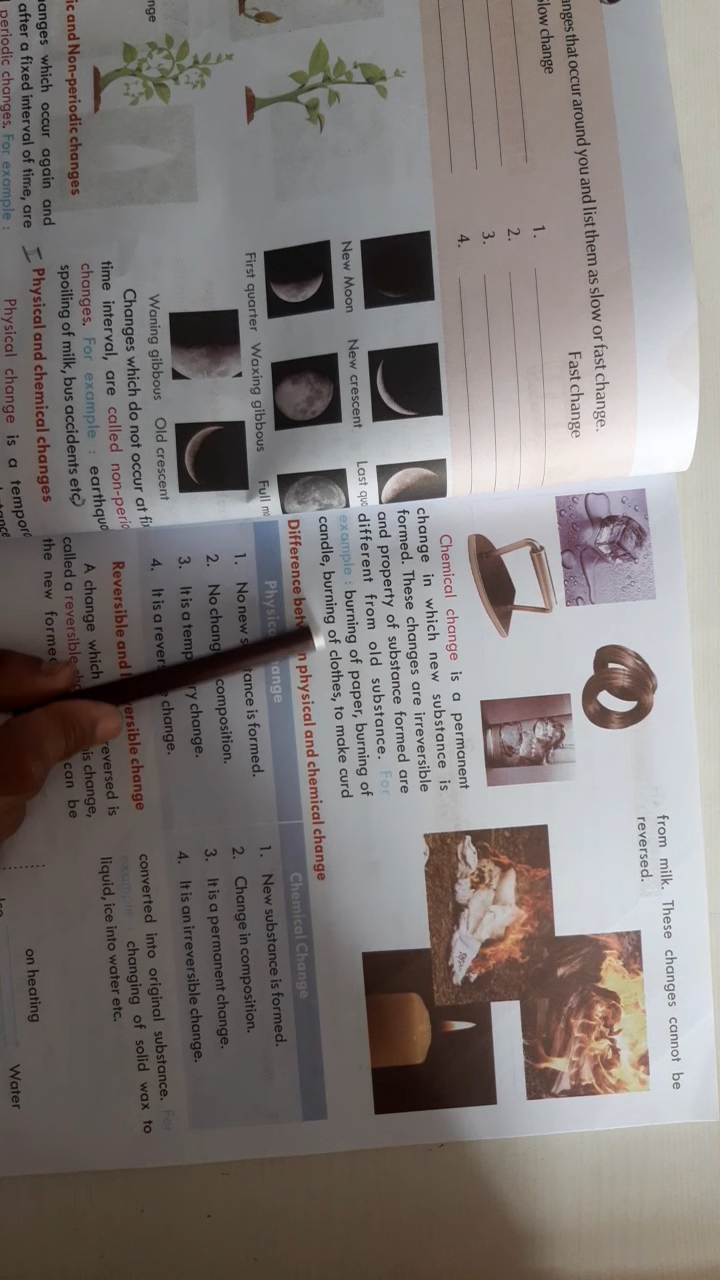 anges that occur around you and list them as slow or fast change.
low change
Fast change
1.
2.
3.
4.
nge
ic and Non-periodic changes
anges which occur again and
after a fixed interval of time, are
periodic changes. For example :
New Moon
New crescent
Last qua
First quarter
Waxing gibbous
Full m
Waning gibbous
Old crescent
Changes which do not occur at fi
time interval, are called non-perio
changes. For example : earthqu
spoiling of milk, bus accidents etc
Physical and chemical changes
Physical change is a tempor
Chemical change is a permanent
change in which new substance is
formed. These changes are irreversible
and property of substance formed are
different from old substance. For
example : burning of paper, burning of
candle, burning of clothes, to make curd
from milk. These changes cannot be
reversed.
Difference betw n physical and chemical change
Physic ange
Chemical Change
1. No new s tance is formed.
1. New substance is formed.
2. No chang composition.
2. Change in composition.
3. It is a temp ry change.
3. It is a permanent change.
4. It is a revers e change.
4. It is an irreversible change.
Reversible and ersible change
A change which reversed is
called a reversible is change,
the new formed can be
converted into original substance. For
example : changing of solid wax to
liquid, ice into water etc.
on heating
Water